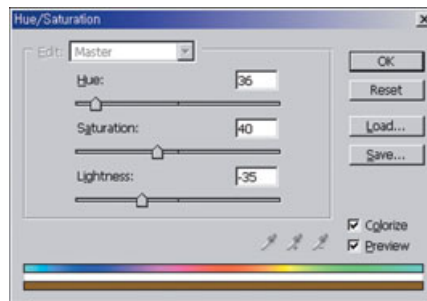 Hue/Saturation
Edit: Master
Hue: 36
Saturation: 40
Lightness: -35
OK
Reset
Load...
Save...
Colorize
Preview